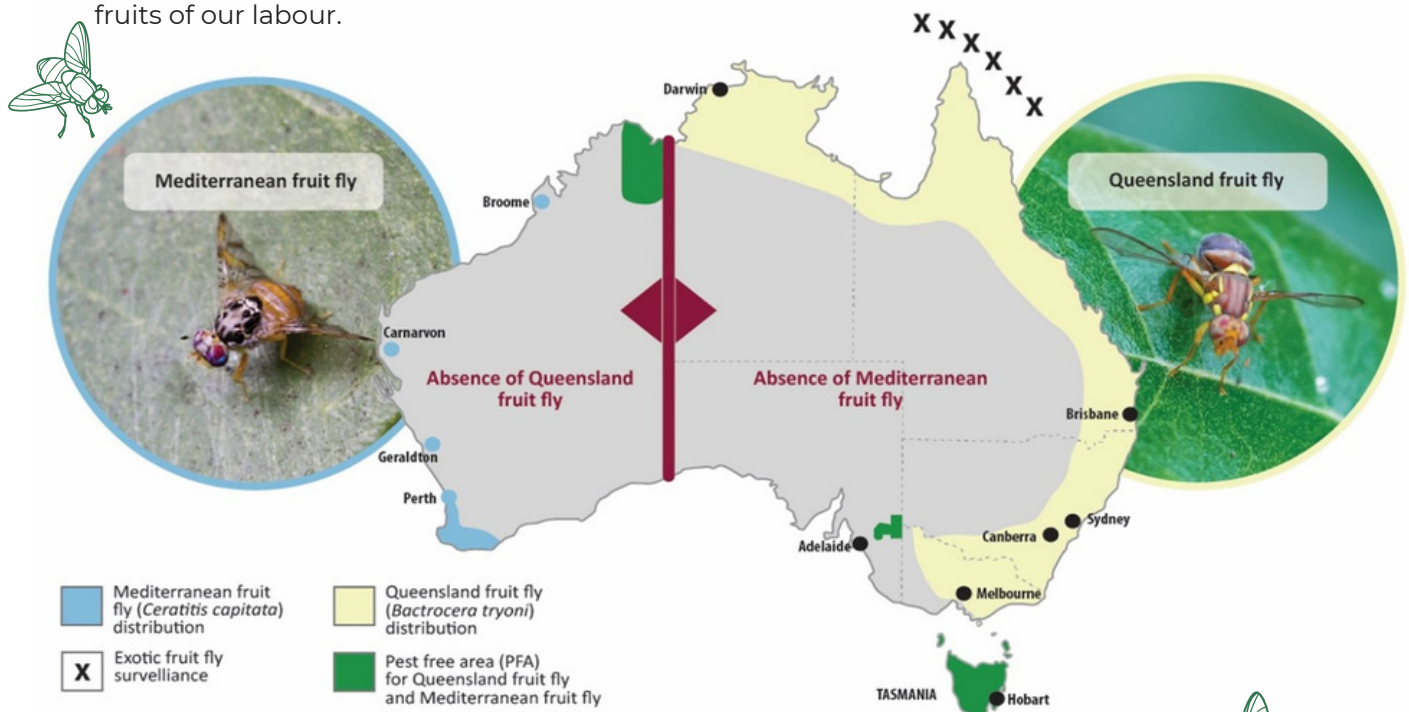 fruits of our labour.
X X X X X X
Darwin
Mediterranean fruit fly
Queensland fruit fly
Broome
Carnarvon
Absence of Queensland
fruit fly
Absence of Mediterranean
fruit fly
Brisbane
Geraldton
Perth
Sydney
Canberra
Adelaide
Melbourne
Mediterranean fruit
fly (Ceratitis capitata)
distribution
Queensland fruit fly
(Bactrocera tryoni)
distribution
X
Exotic fruit fly
survelliance
Pest free area (PFA)
for Queensland fruit fly
and Mediterranean fruit fly
TASMANIA
Hobart